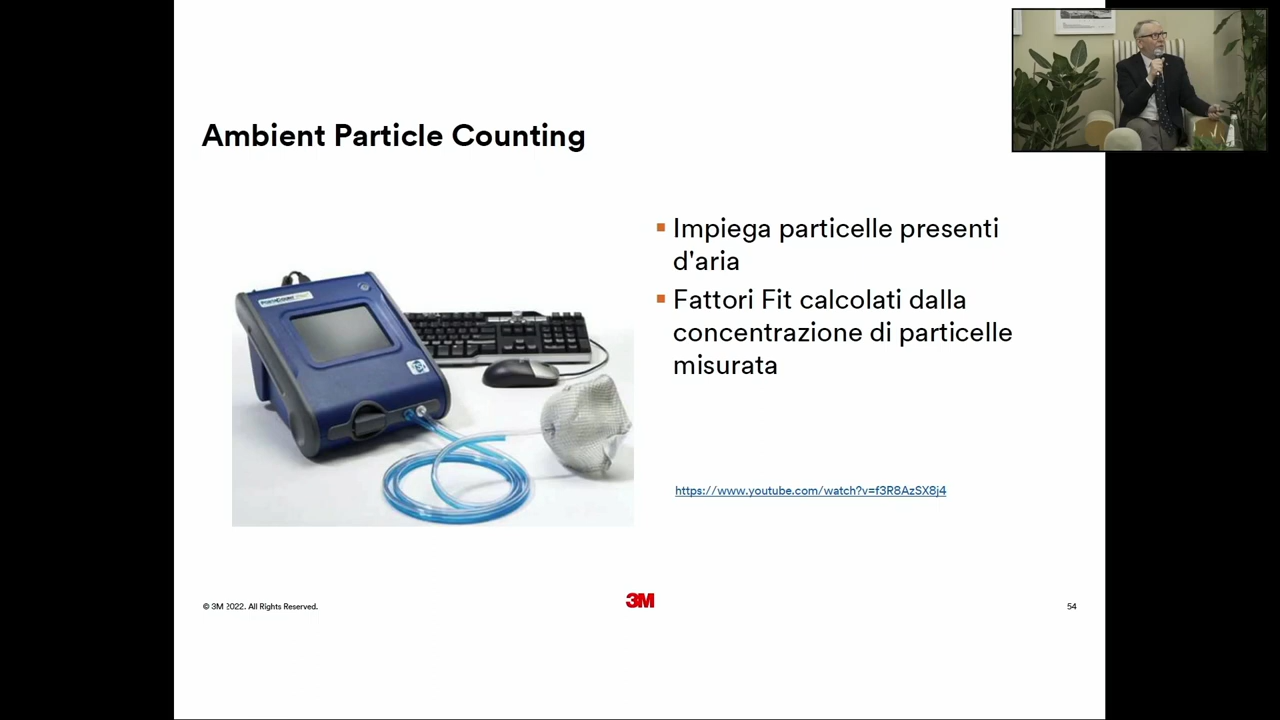 Ambient Particle Counting
Impiega particelle presenti
d'aria
Fattori Fit calcolati dalla
concentrazione di particelle
misurata
https://www.youtube.com/watch?v=f3R8AzSX8j4
© 3M 2022. All Rights Reserved.
3M
54